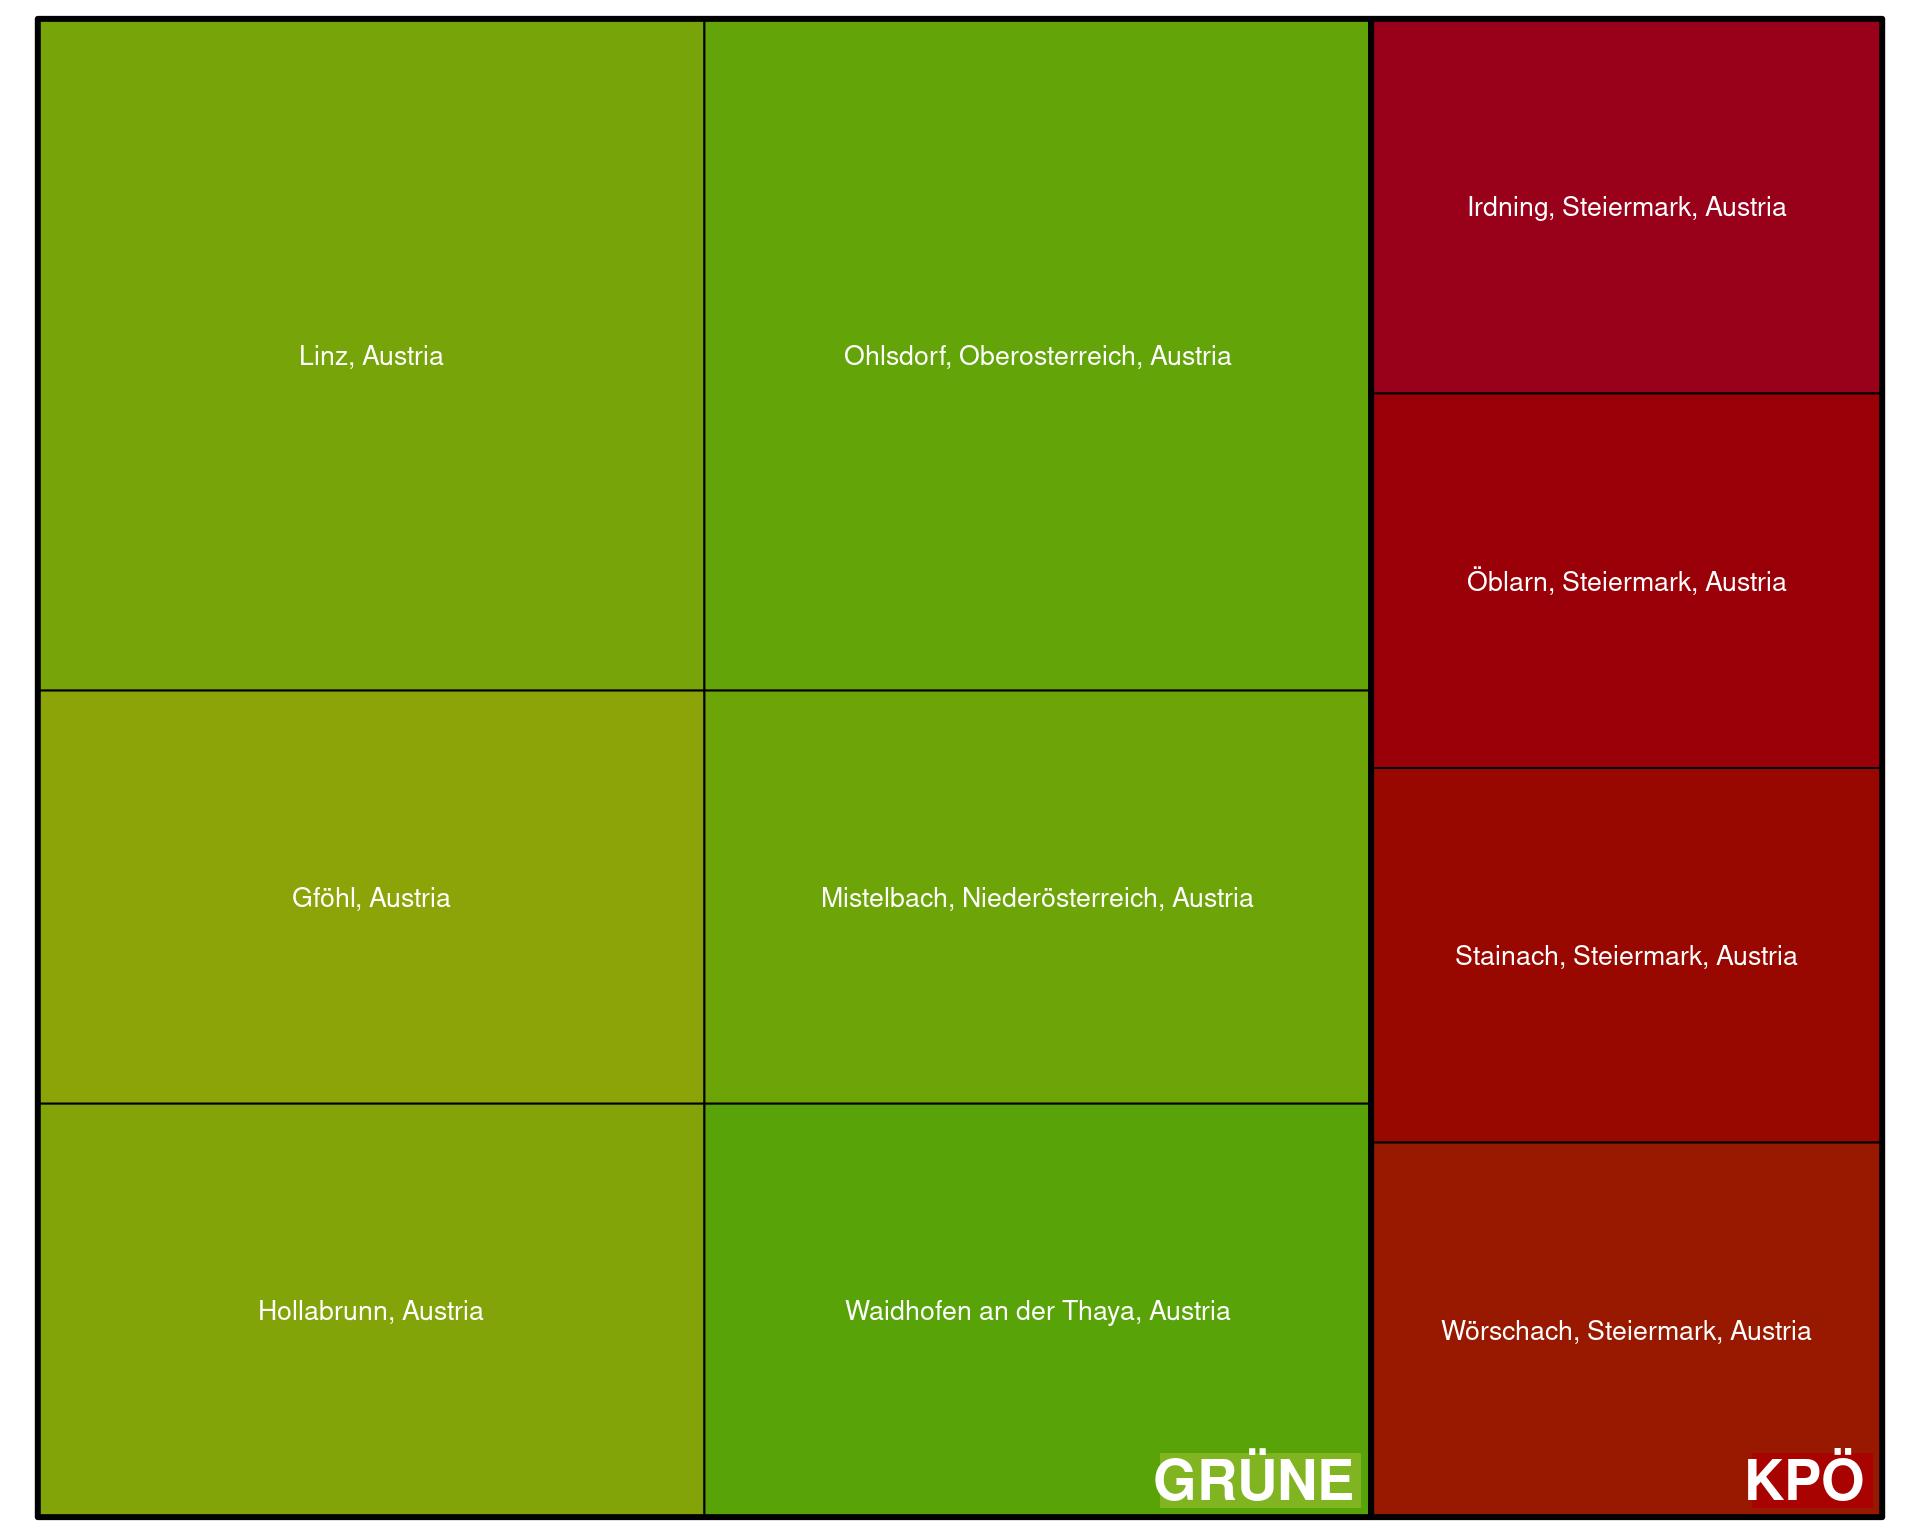 Linz, Austria
Ohlsdorf, Oberosterreich, Austria
Irdning, Steiermark, Austria
Öblarn, Steiermark, Austria
Gföhl, Austria
Mistelbach, Niederösterreich, Austria
Stainach, Steiermark, Austria
Hollabrunn, Austria
Waidhofen an der Thaya, Austria
Wörschach, Steiermark, Austria
GRÜNE
KPÖ